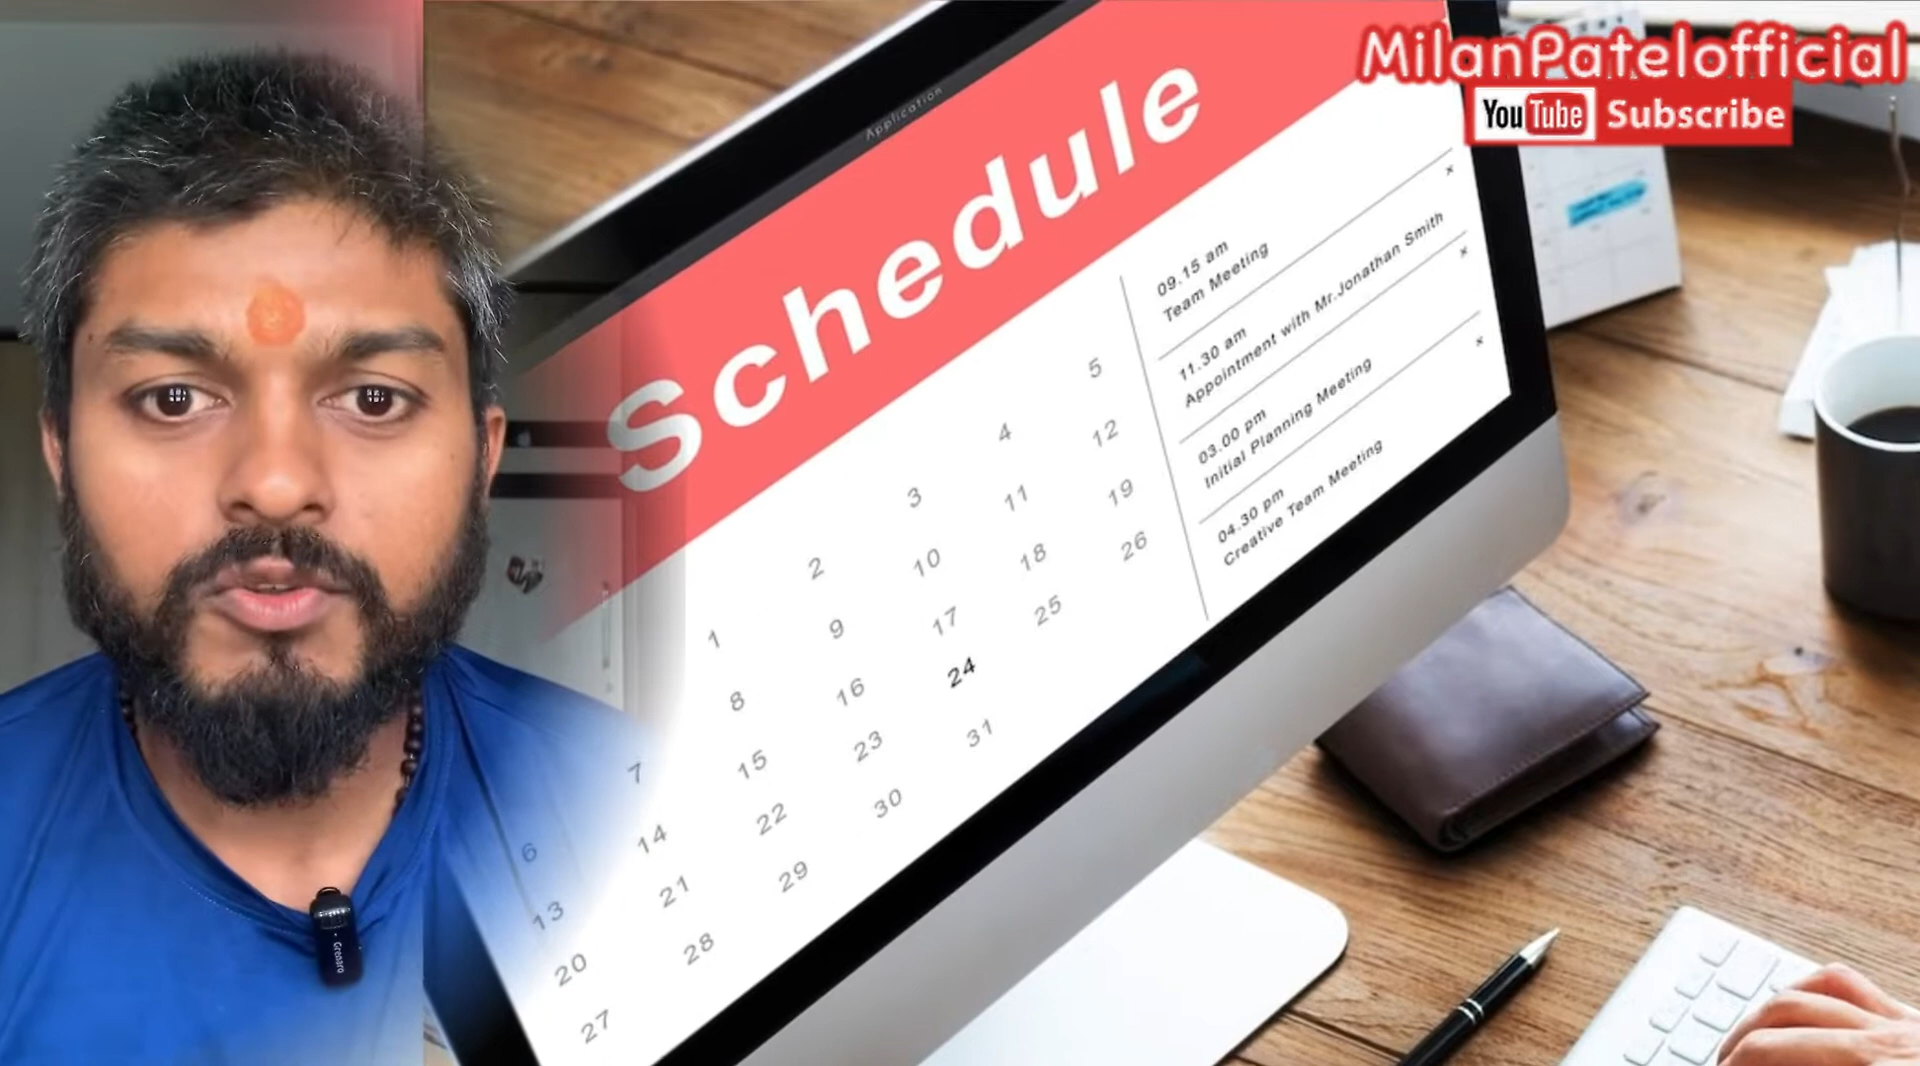 MilanPatelofficial
YouTube Subscribe
Application
Schedule
1 2 3 4 5
6 7 8 9 10 11 12
13 14 15 16 17 18 19
20 21 22 23 24 25 26
27 28 29 30 31
09.15 am
Team Meeting
x
11.30 am
Appointment with Mr.Jonathan Smith
x
03.00 pm
Initial Planning Meeting
x
04.30 pm
Creative Team Meeting
Grenaro